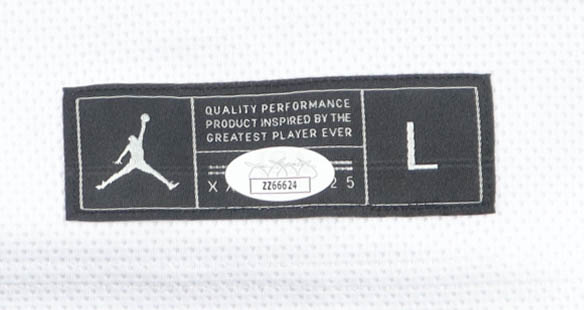 QUALITY PERFORMANCE
PRODUCT INSPIRED BY THE
GREATEST PLAYER EVER
L
ZZ66624